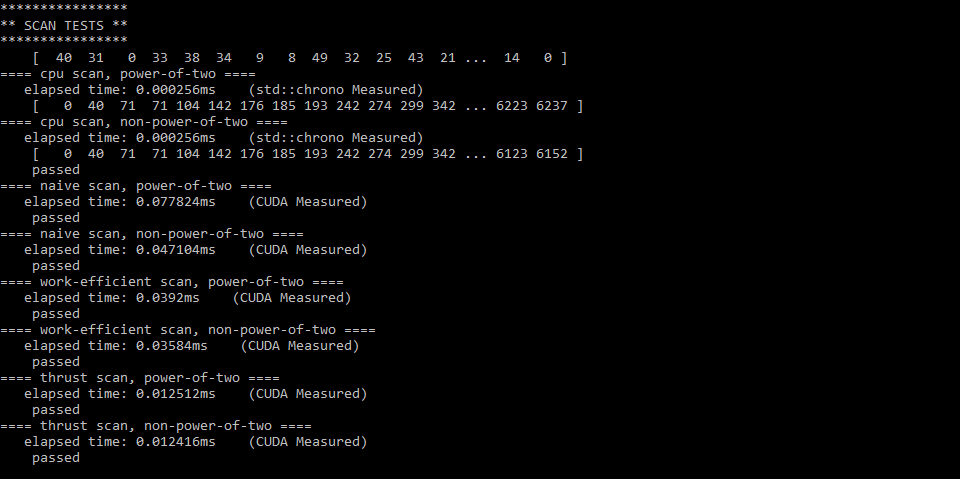 ****************
** SCAN TESTS **
****************
    [  40  31   0  33  38  34   9   8  49  32  25  43  21 ...  14   0 ]
==== cpu scan, power-of-two ====
   elapsed time: 0.000256ms    (std::chrono Measured)
    [   0  40  71  71 104 142 176 185 193 242 274 299 342 ... 6223 6237 ]
==== cpu scan, non-power-of-two ====
   elapsed time: 0.000256ms    (std::chrono Measured)
    [   0  40  71  71 104 142 176 185 193 242 274 299 342 ... 6123 6152 ]
    passed
==== naive scan, power-of-two ====
   elapsed time: 0.077824ms    (CUDA Measured)
    passed
==== naive scan, non-power-of-two ====
   elapsed time: 0.047104ms    (CUDA Measured)
    passed
==== work-efficient scan, power-of-two ====
   elapsed time: 0.0392ms    (CUDA Measured)
    passed
==== work-efficient scan, non-power-of-two ====
   elapsed time: 0.03584ms    (CUDA Measured)
    passed
==== thrust scan, power-of-two ====
   elapsed time: 0.012512ms    (CUDA Measured)
    passed
==== thrust scan, non-power-of-two ====
   elapsed time: 0.012416ms    (CUDA Measured)
    passed